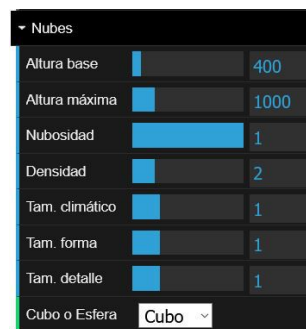 Nubes
Altura base 400
Altura máxima 1000
Nubosidad 1
Densidad 2
Tam. climático 1
Tam. forma 1
Tam. detalle 1
Cubo o Esfera Cubo